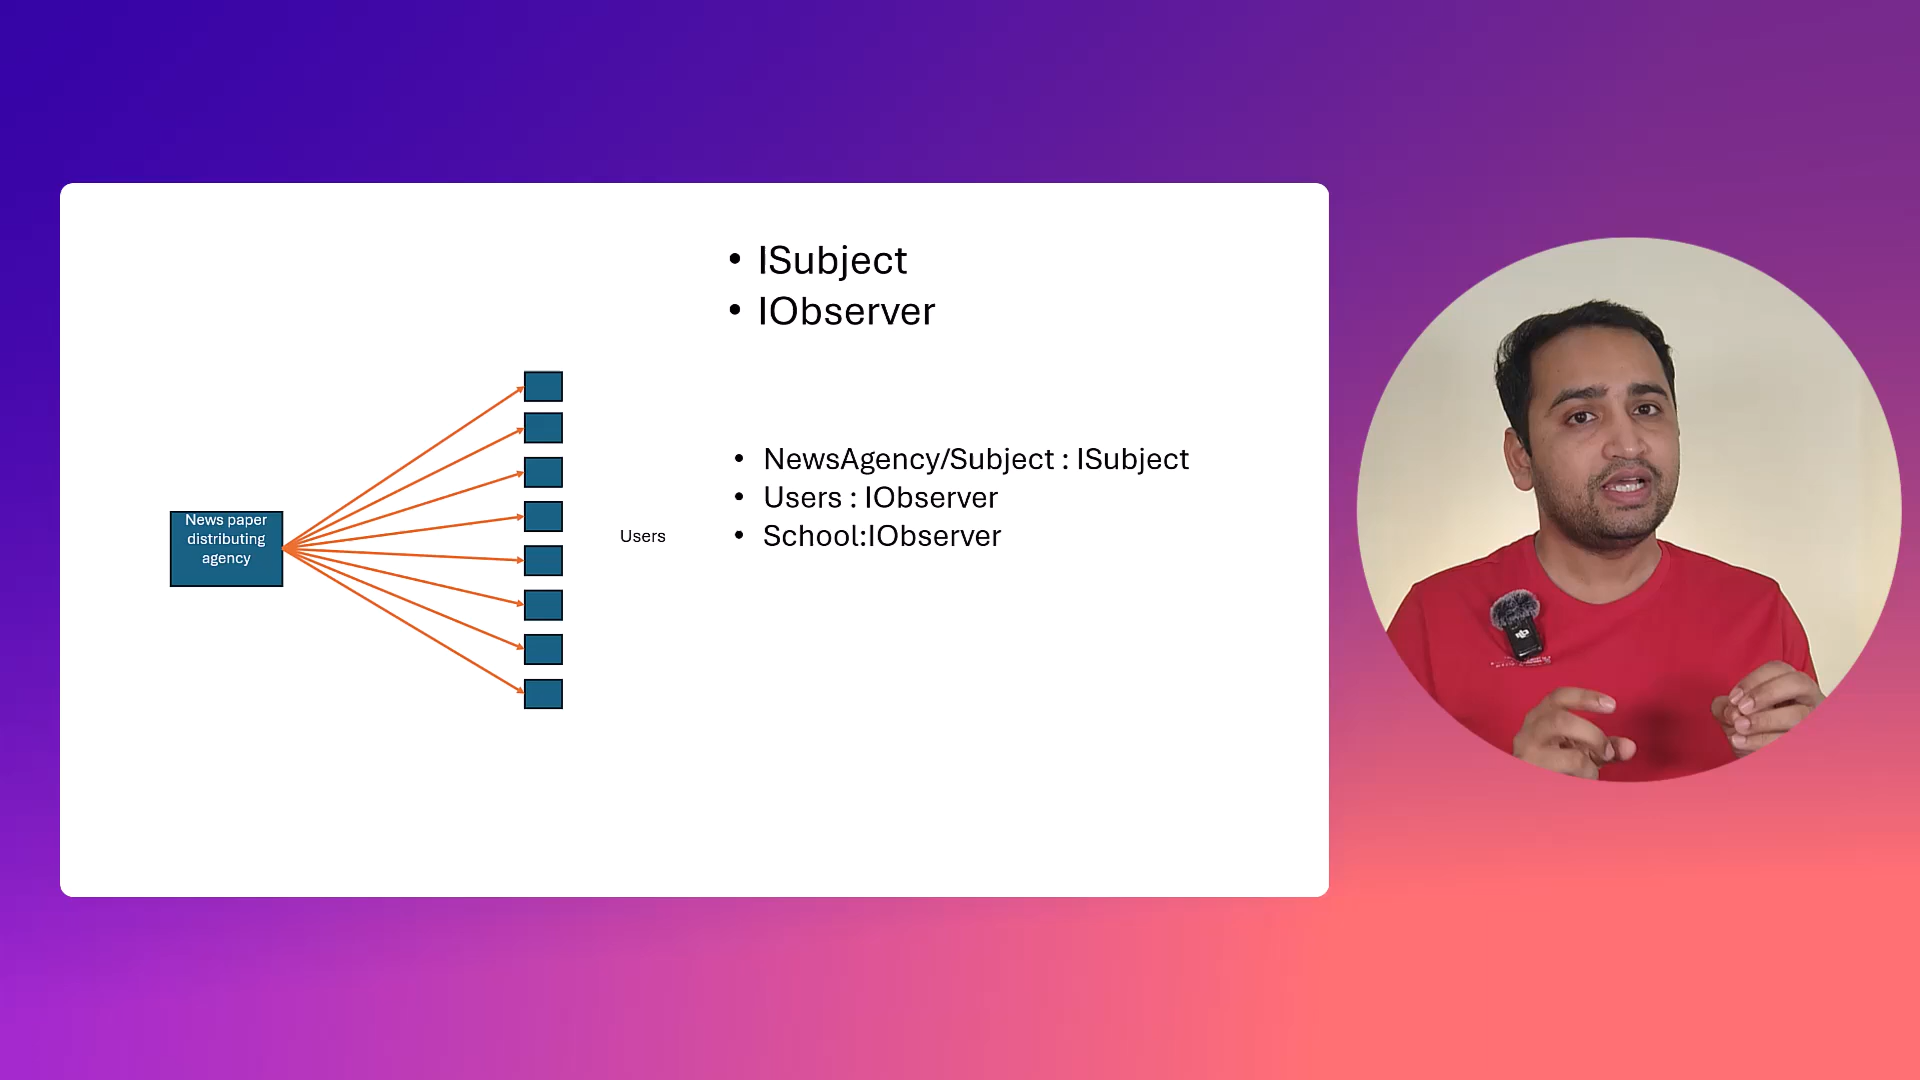 • ISubject
• IObserver
News paper
distributing
agency
Users
• NewsAgency/Subject : ISubject
• Users : IObserver
• School:IObserver